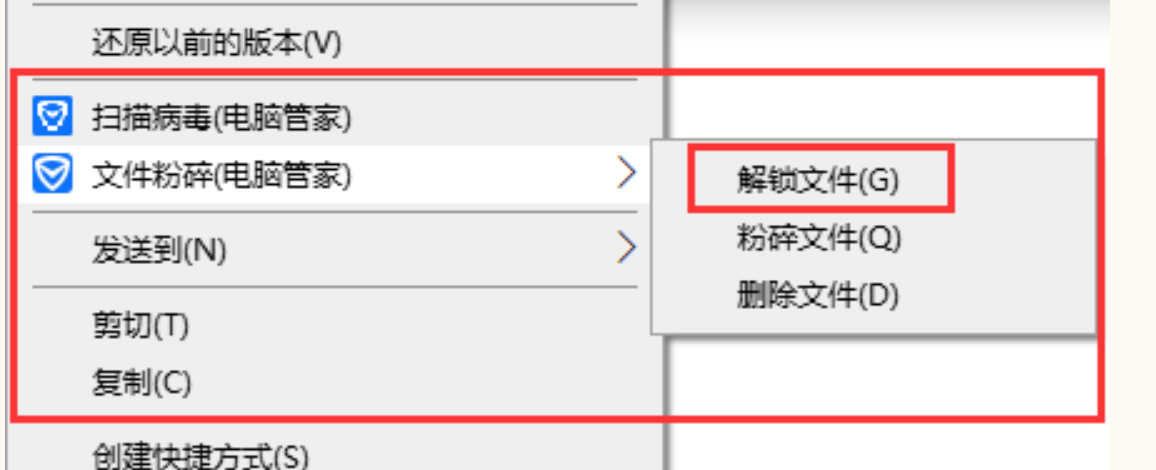 还原以前的版本(V)
扫描病毒(电脑管家)
文件粉碎(电脑管家)
解锁文件(G)
粉碎文件(Q)
删除文件(D)
发送到(N)
剪切(T)
复制(C)
创建快捷方式(S)